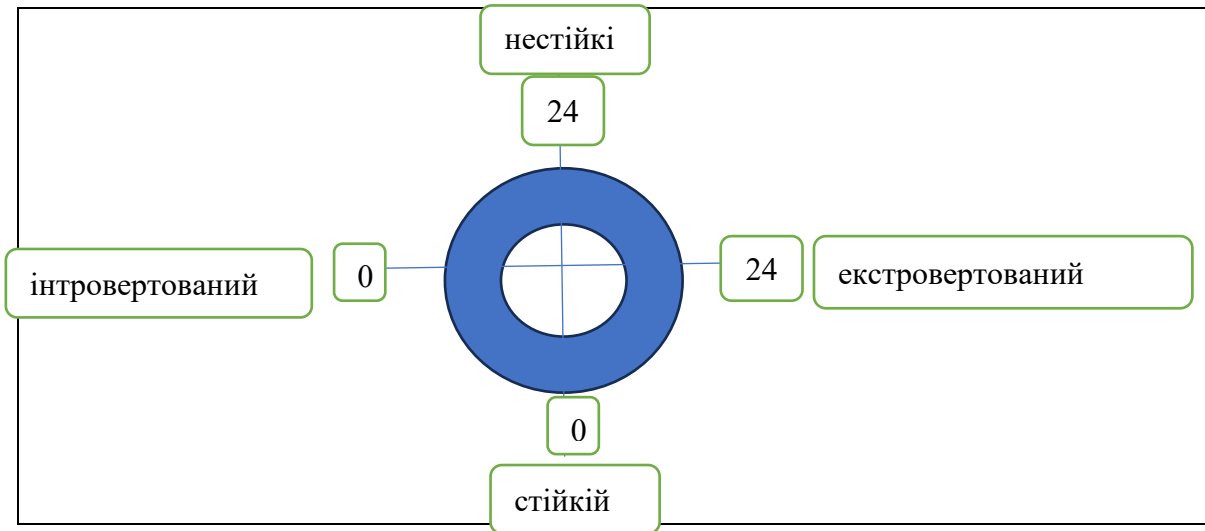 нестійкі
24
інтровертований
0
24
екстровертований
0
стійкій